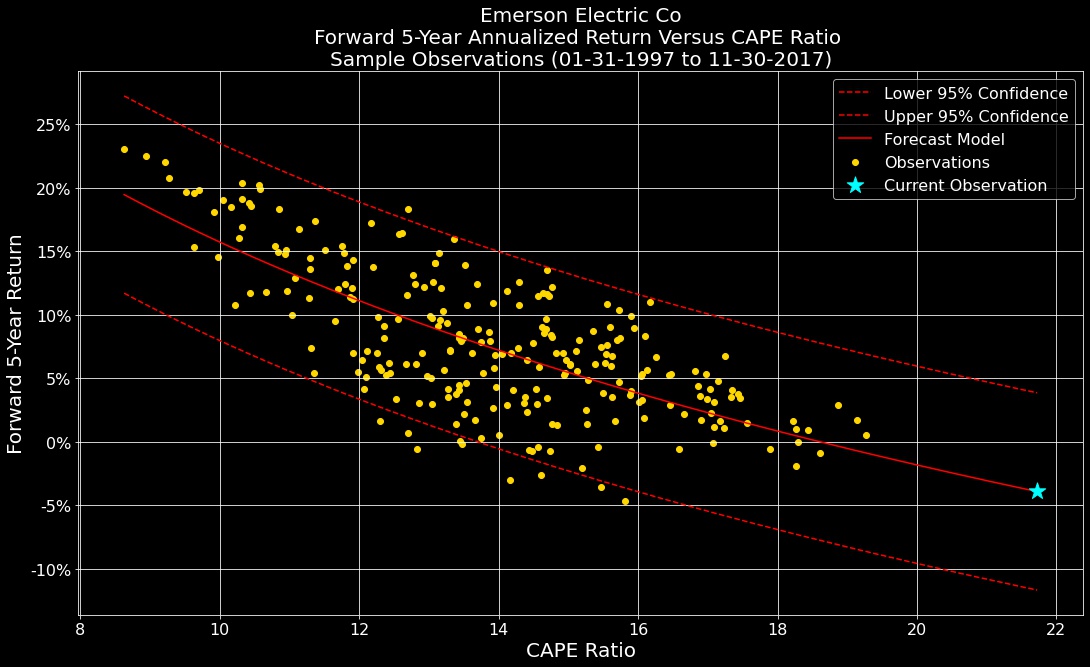 Emerson Electric Co
Forward 5-Year Annualized Return Versus CAPE Ratio
Sample Observations (01-31-1997 to 11-30-2017)
Lower 95% Confidence
Upper 95% Confidence
Forecast Model
Observations
Current Observation
Forward 5-Year Return
25%
20%
15%
10%
5%
0%
-5%
-10%
8 10 12 14 16 18 20 22
CAPE Ratio